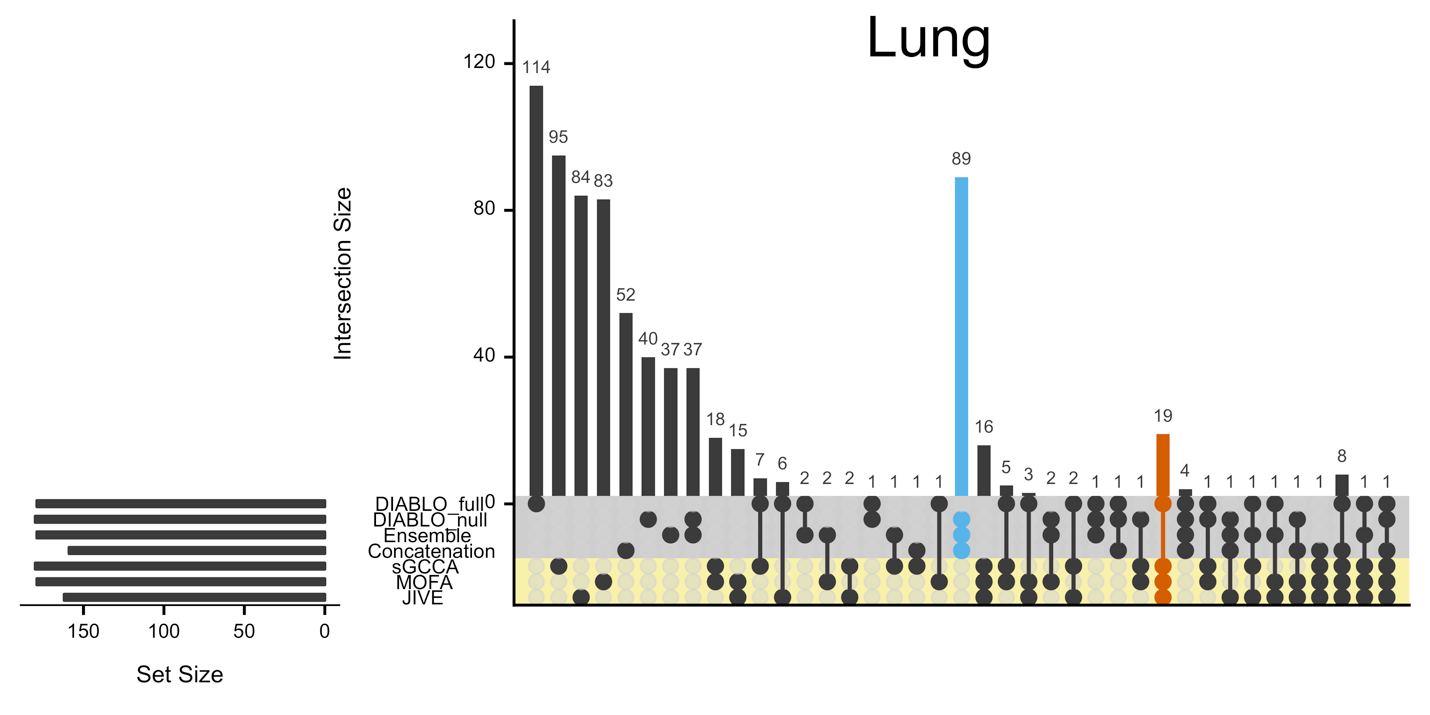 Lung
Intersection Size
120
80
40
0
114 95 84 83 52 40 37 37 18 15 7 6 2 2 2 1 1 1 1 89 16 5 3 2 2 1 1 1 19 4 1 1 1 1 1 1 8 1 1
DIABLO_full
DIABLO_null
Ensemble
Concatenation
sGCCA
MOFA
JIVE
150 100 50 0
Set Size